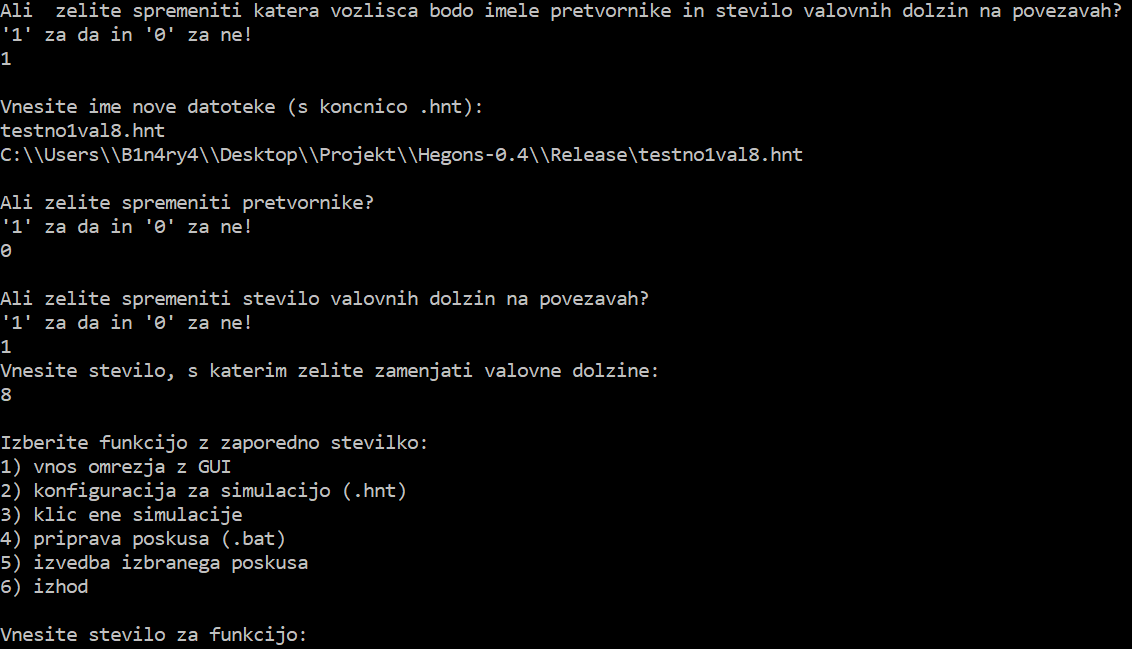 Ali  zelite spremeniti katera vozlisca bodo imele pretvornike in stevilo valovnih dolzin na povezavah?
'1' za da in '0' za ne!
1
Vnesite ime nove datoteke (s koncnico .hnt):
testno1val8.hnt
C:\\Users\\B1n4ry4\\Desktop\\Projekt\\Hegons-0.4\\Release\testno1val8.hnt
Ali zelite spremeniti pretvornike?
'1' za da in '0' za ne!
0
Ali zelite spremeniti stevilo valovnih dolzin na povezavah?
'1' za da in '0' za ne!
1
Vnesite stevilo, s katerim zelite zamenjati valovne dolzine:
8
Izberite funkcijo z zaporedno stevilko:
1) vnos omrezja z GUI
2) konfiguracija za simulacijo (.hnt)
3) klic ene simulacije
4) priprava poskusa (.bat)
5) izvedba izbranega poskusa
6) izhod
Vnesite stevilo za funkcijo: